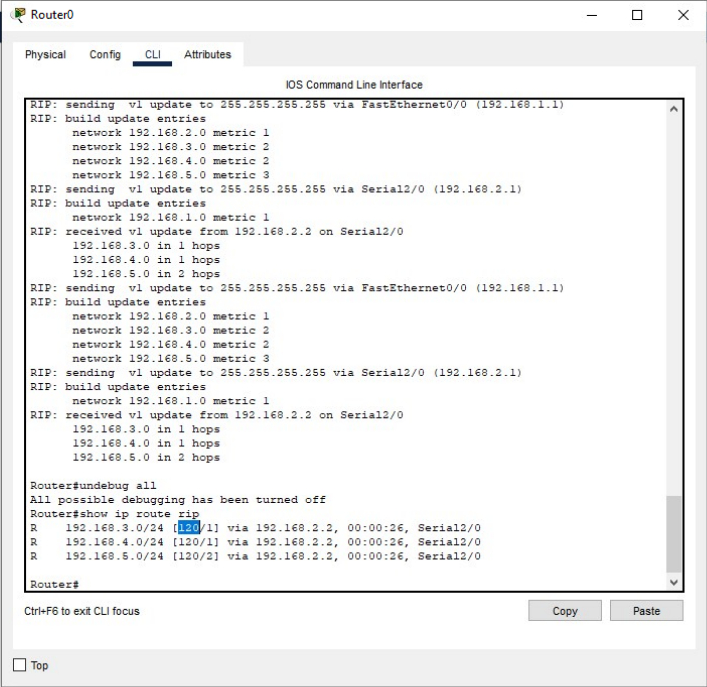 Router0
Physical Config CLI Attributes
IOS Command Line Interface
RIP: sending  v1 update to 255.255.255.255 via FastEthernet0/0 (192.168.1.1)
RIP: build update entries
      network 192.168.2.0 metric 1
      network 192.168.3.0 metric 2
      network 192.168.4.0 metric 2
      network 192.168.5.0 metric 3
RIP: sending  v1 update to 255.255.255.255 via Serial2/0 (192.168.2.1)
RIP: build update entries
      network 192.168.1.0 metric 1
RIP: received v1 update from 192.168.2.2 on Serial2/0
      192.168.3.0 in 1 hops
      192.168.4.0 in 1 hops
      192.168.5.0 in 2 hops
RIP: sending  v1 update to 255.255.255.255 via FastEthernet0/0 (192.168.1.1)
RIP: build update entries
      network 192.168.2.0 metric 1
      network 192.168.3.0 metric 2
      network 192.168.4.0 metric 2
      network 192.168.5.0 metric 3
RIP: sending  v1 update to 255.255.255.255 via Serial2/0 (192.168.2.1)
RIP: build update entries
      network 192.168.1.0 metric 1
RIP: received v1 update from 192.168.2.2 on Serial2/0
      192.168.3.0 in 1 hops
      192.168.4.0 in 1 hops
      192.168.5.0 in 2 hops
Router#undebug all
All possible debugging has been turned off
Router#show ip route rip
R    192.168.3.0/24 [120/1] via 192.168.2.2, 00:00:26, Serial2/0
R    192.168.4.0/24 [120/1] via 192.168.2.2, 00:00:26, Serial2/0
R    192.168.5.0/24 [120/2] via 192.168.2.2, 00:00:26, Serial2/0
Router#
Ctrl+F6 to exit CLI focus
Copy Paste
Top